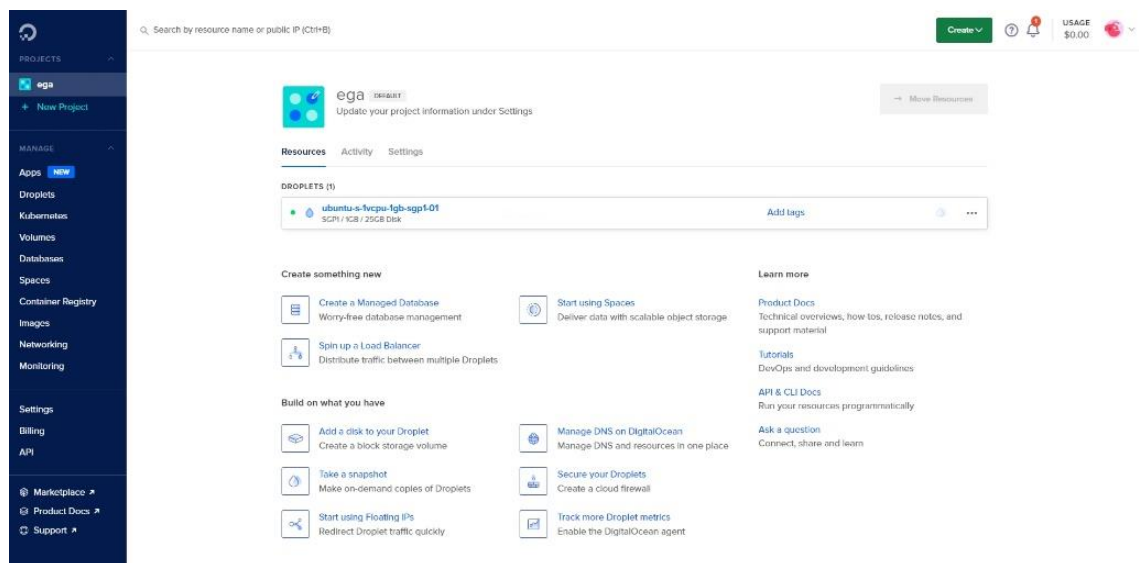 Search by resource name or public IP (Ctrl+B)
Create
USAGE
$0.00
PROJECTS
ega
+ New Project
MANAGE
Apps NEW
Droplets
Kubernetes
Volumes
Databases
Spaces
Container Registry
Images
Networking
Monitoring
Settings
Billing
API
Marketplace
Product Docs
Support
ega DEFAULT
Update your project information under Settings
→ Move Resources
Resources Activity Settings
DROPLETS (1)
ubuntu-s-1vcpu-1gb-sgp1-01
SGP1 / 1GB / 25GB Disk
Add tags
Create something new
Create a Managed Database
Worry-free database management
Start using Spaces
Deliver data with scalable object storage
Spin up a Load Balancer
Distribute traffic between multiple Droplets
Build on what you have
Add a disk to your Droplet
Create a block storage volume
Manage DNS on DigitalOcean
Manage DNS and resources in one place
Take a snapshot
Make on-demand copies of Droplets
Secure your Droplets
Create a cloud firewall
Start using Floating IPs
Redirect Droplet traffic quickly
Track more Droplet metrics
Enable the DigitalOcean agent
Learn more
Product Docs
Technical overviews, how tos, release notes, and
support material
Tutorials
DevOps and development guidelines
API & CLI Docs
Run your resources programmatically
Ask a question
Connect, share and learn